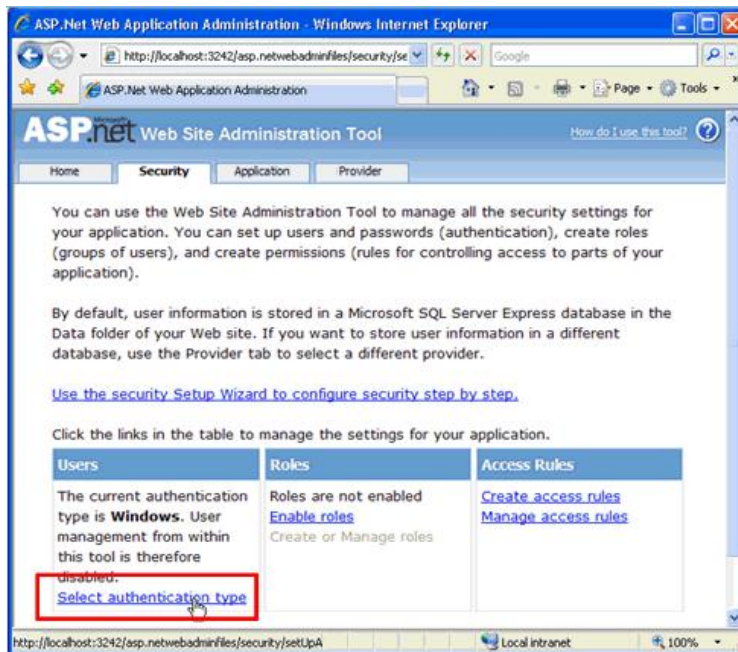 ASP.Net Web Application Administration - Windows Internet Explorer
http://localhost:3242/asp.netwebadminfiles/security/se
Google
ASP.Net Web Application Administration
Page
Tools
Microsoft
ASP.net Web Site Administration Tool
How do I use this tool? ?
Home Security Application Provider
You can use the Web Site Administration Tool to manage all the security settings for
your application. You can set up users and passwords (authentication), create roles
(groups of users), and create permissions (rules for controlling access to parts of your
application).
By default, user information is stored in a Microsoft SQL Server Express database in the
Data folder of your Web site. If you want to store user information in a different
database, use the Provider tab to select a different provider.
Use the security Setup Wizard to configure security step by step.
Click the links in the table to manage the settings for your application.
Users
The current authentication
type is Windows. User
management from within
this tool is therefore
disabled.
Select authentication type
Roles
Roles are not enabled
Enable roles
Create or Manage roles
Access Rules
Create access rules
Manage access rules
http://localhost:3242/asp.netwebadminfiles/security/setUpA
Local intranet
100%